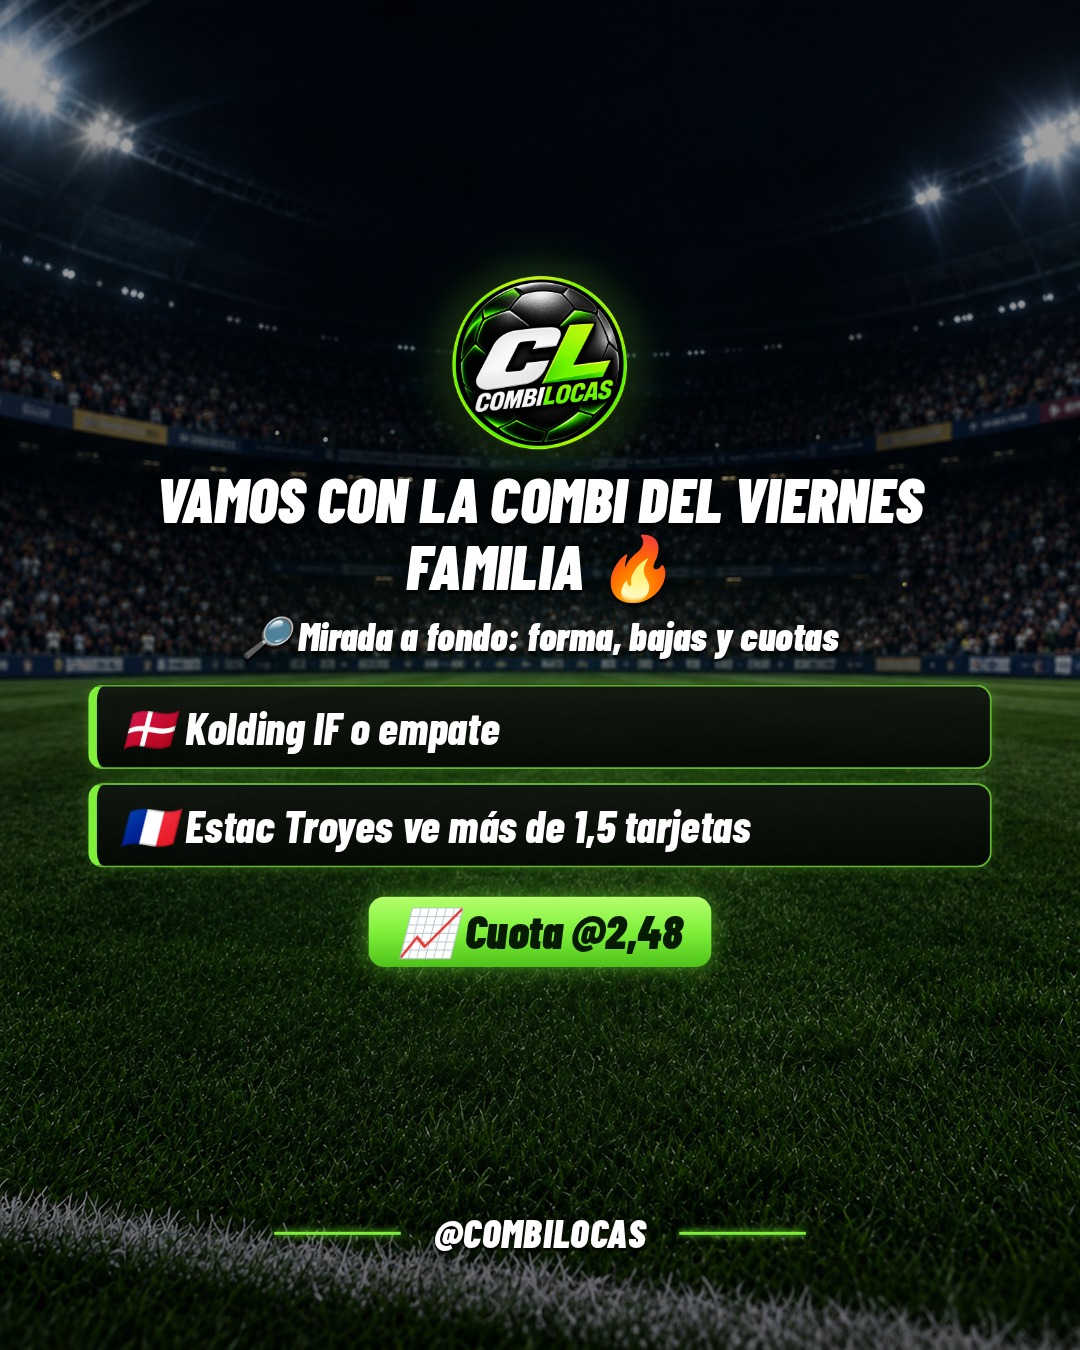 CL
COMBILOCAS
VAMOS CON LA COMBI DEL VIERNES
FAMILIA 🔥
🔎 Mirada a fondo: forma, bajas y cuotas
🇩🇰 Kolding IF o empate
🇫🇷 Estac Troyes ve más de 1,5 tarjetas
📈 Cuota @2,48
@COMBILOCAS